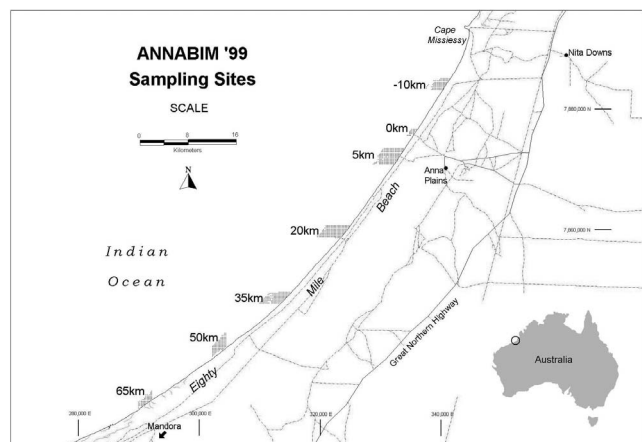 ANNABIM '99
Sampling Sites
SCALE
0 8 16
Kilometers
N
Cape
Missiessy
Nita Downs
-10km
7,880,000 N
0km
5km
Anna
Plains
Beach
20km
7,860,000 N
Indian
Ocean
Mile
35km
50km
Great Northern Highway
Australia
Eighty
65km
280,000 E
300,000 E
320,000 E
340,000 E
Mandora